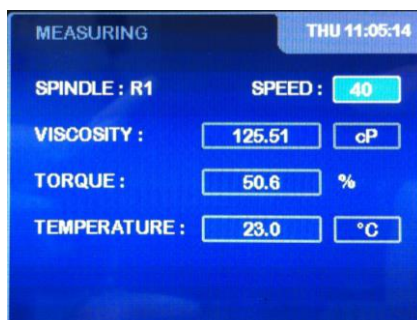 MEASURING THU 11:05:14
SPINDLE : R1 SPEED : 40
VISCOSITY : 125.51 cP
TORQUE : 50.6 %
TEMPERATURE : 23.0 °C